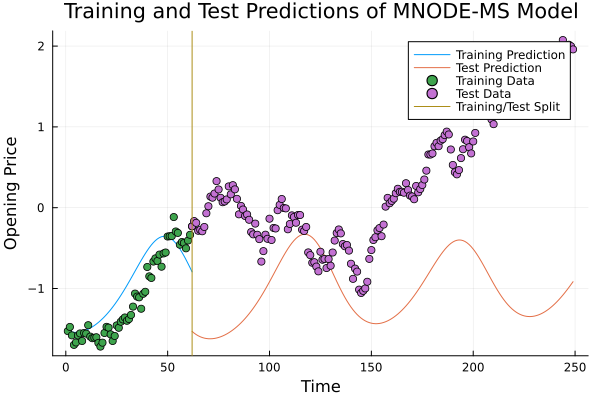 Training and Test Predictions of MNODE-MS Model
Training Prediction
Test Prediction
Training Data
Test Data
Training/Test Split
Opening Price
2
1
0
−1
0
50
100
150
200
250
Time